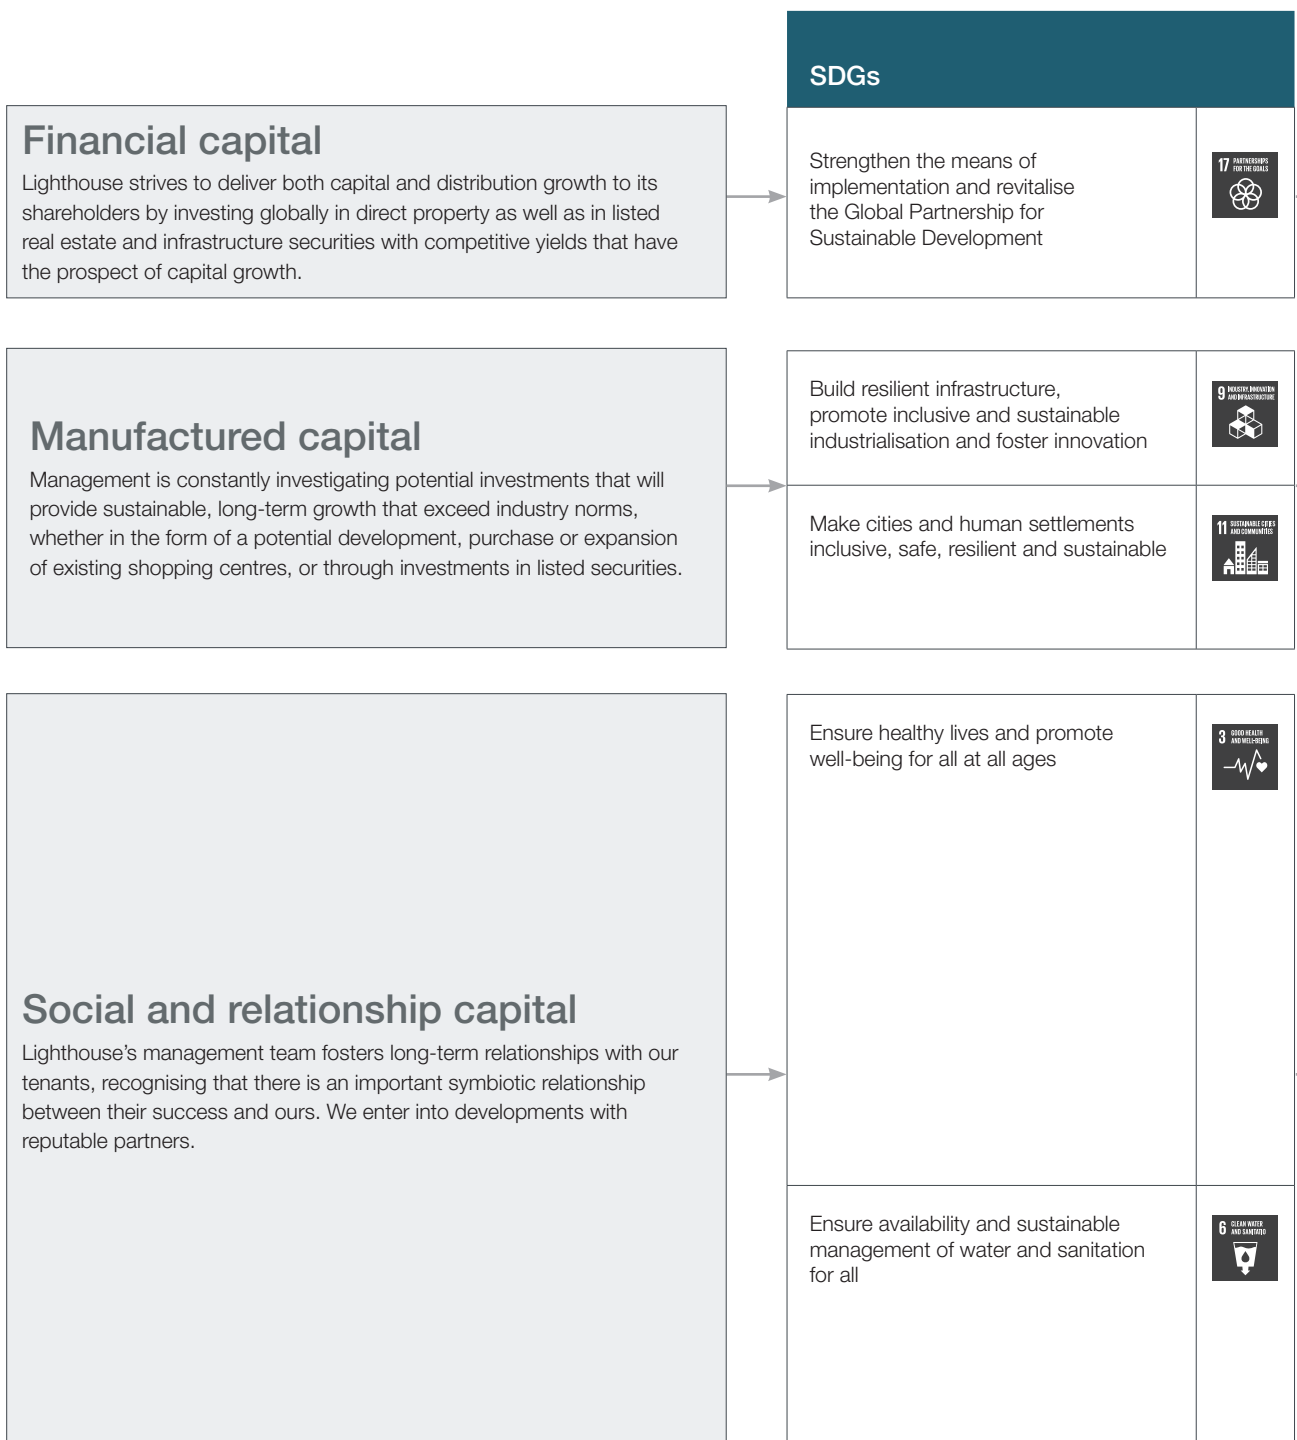 SDGs
Financial capital
Lighthouse strives to deliver both capital and distribution growth to its
shareholders by investing globally in direct property as well as in listed
real estate and infrastructure securities with competitive yields that have
the prospect of capital growth.
Strengthen the means of
implementation and revitalise
the Global Partnership for
Sustainable Development
17 PARTNERSHIPS
FOR THE GOALS
Manufactured capital
Management is constantly investigating potential investments that will
provide sustainable, long-term growth that exceed industry norms,
whether in the form of a potential development, purchase or expansion
of existing shopping centres, or through investments in listed securities.
Build resilient infrastructure,
promote inclusive and sustainable
industrialisation and foster innovation
9 INDUSTRY, INNOVATION
AND INFRASTRUCTURE
Make cities and human settlements
inclusive, safe, resilient and sustainable
11 SUSTAINABLE CITIES
AND COMMUNITIES
Social and relationship capital
Lighthouse's management team fosters long-term relationships with our
tenants, recognising that there is an important symbiotic relationship
between their success and ours. We enter into developments with
reputable partners.
Ensure healthy lives and promote
well-being for all at all ages
3 GOOD HEALTH
AND WELL-BEING
Ensure availability and sustainable
management of water and sanitation
for all
6 CLEAN WATER
AND SANITATIO